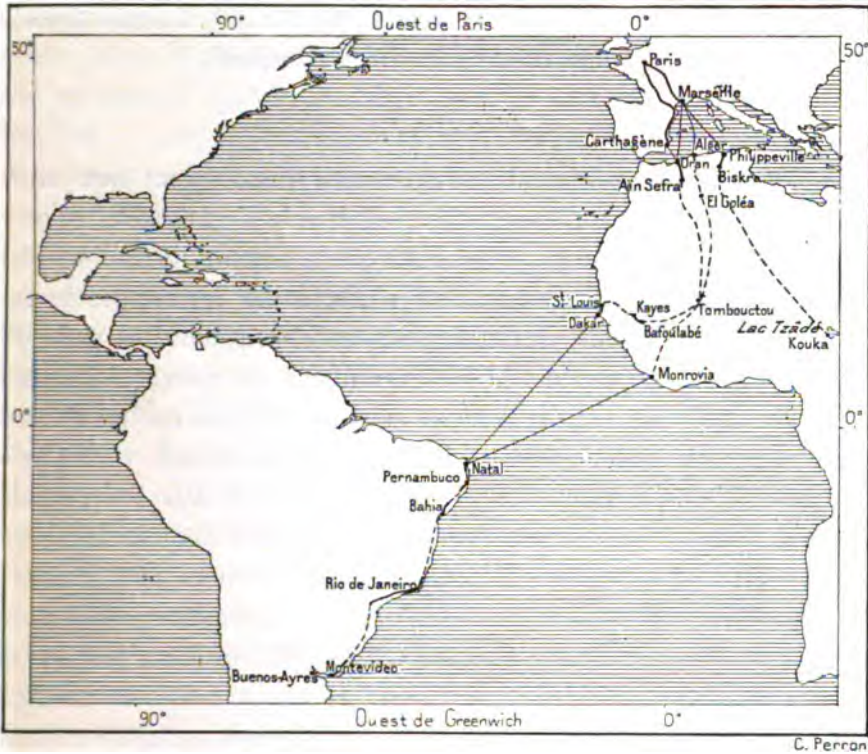 90° Ouest de Paris 0°
50° 50°
Paris
Marseille
Carthagène
Alger
Oran
Philippeville
Biskra
Aïn Sefra
El Goléa
St. Louis
Kayes
Tombouctou
Dakar
Bafoulabé
Lac Tzâdé
Kouka
Monrovia
0° 0°
Natal
Pernambuco
Bahia
Rio de Janeiro
Montevideo
Buenos-Ayres
90° Ouest de Greenwich 0°
C. Perron